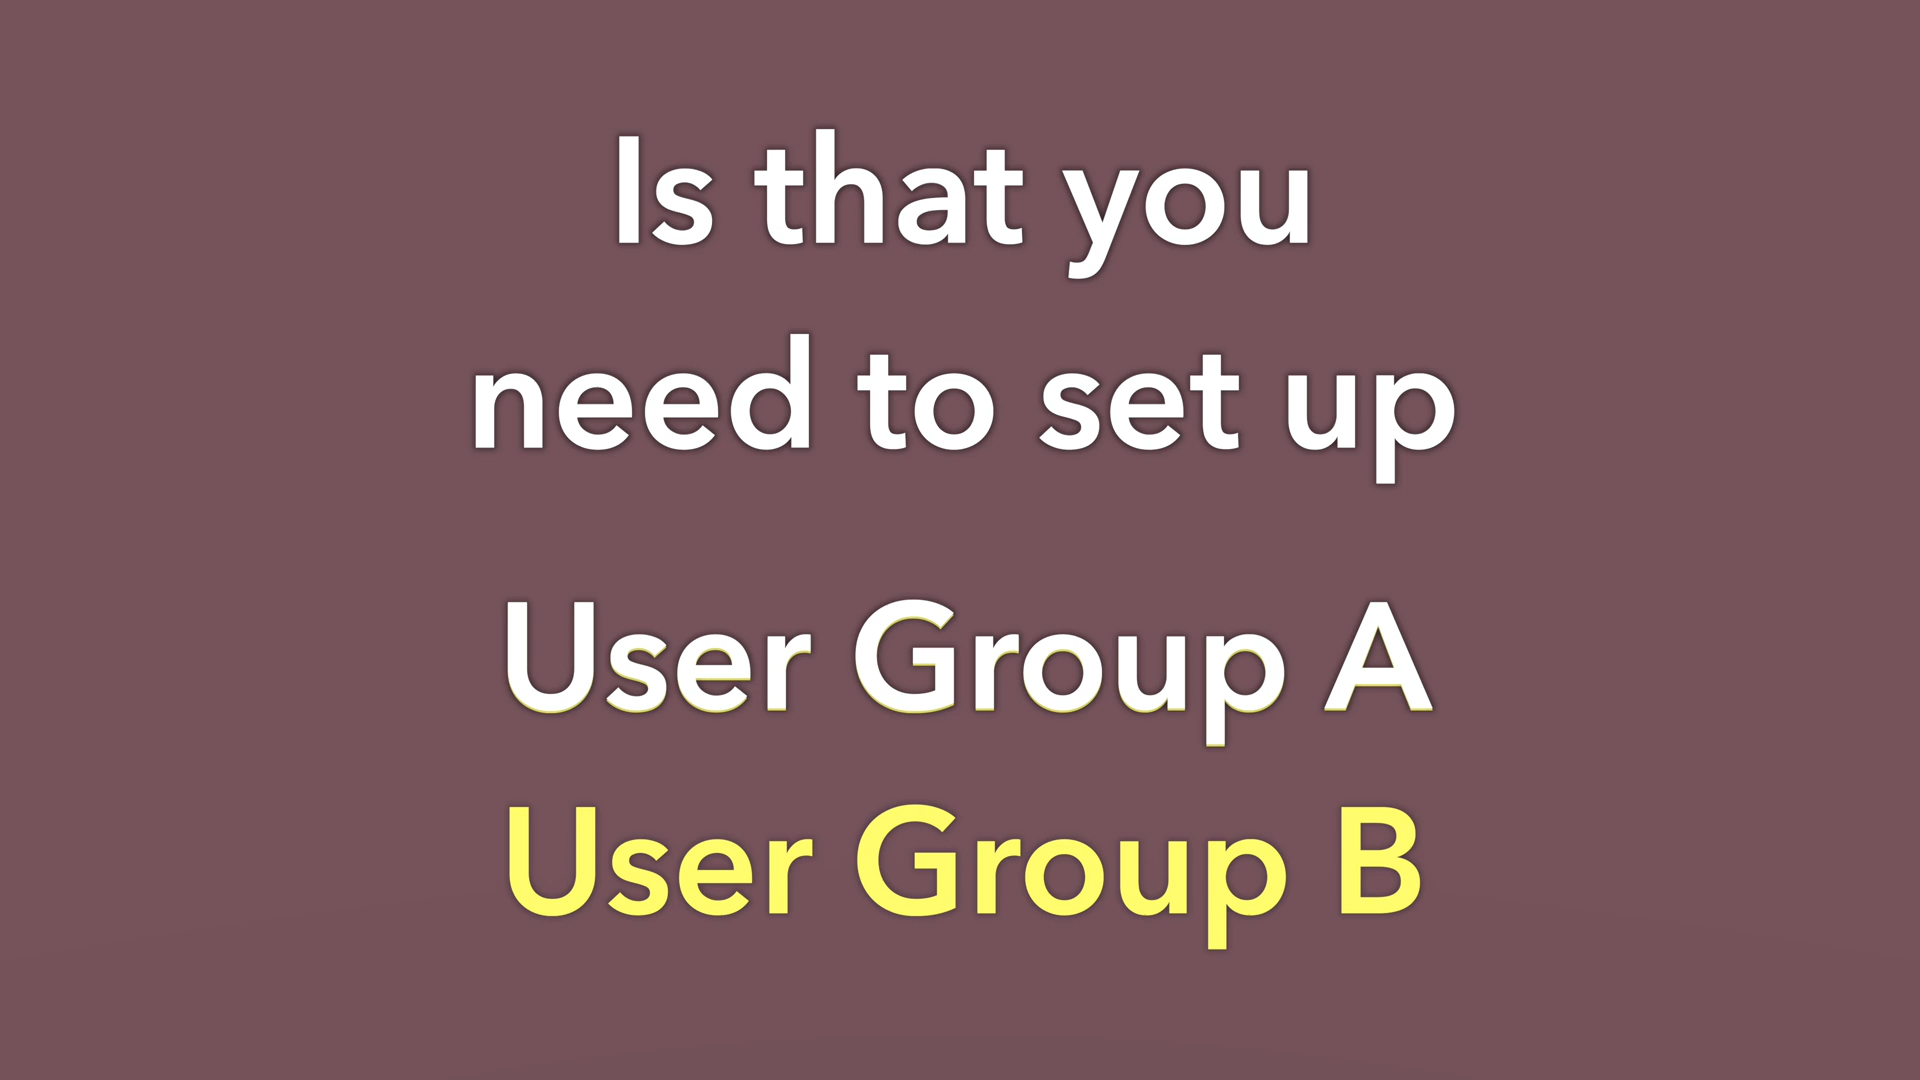 Is that you
need to set up
User Group A
User Group B